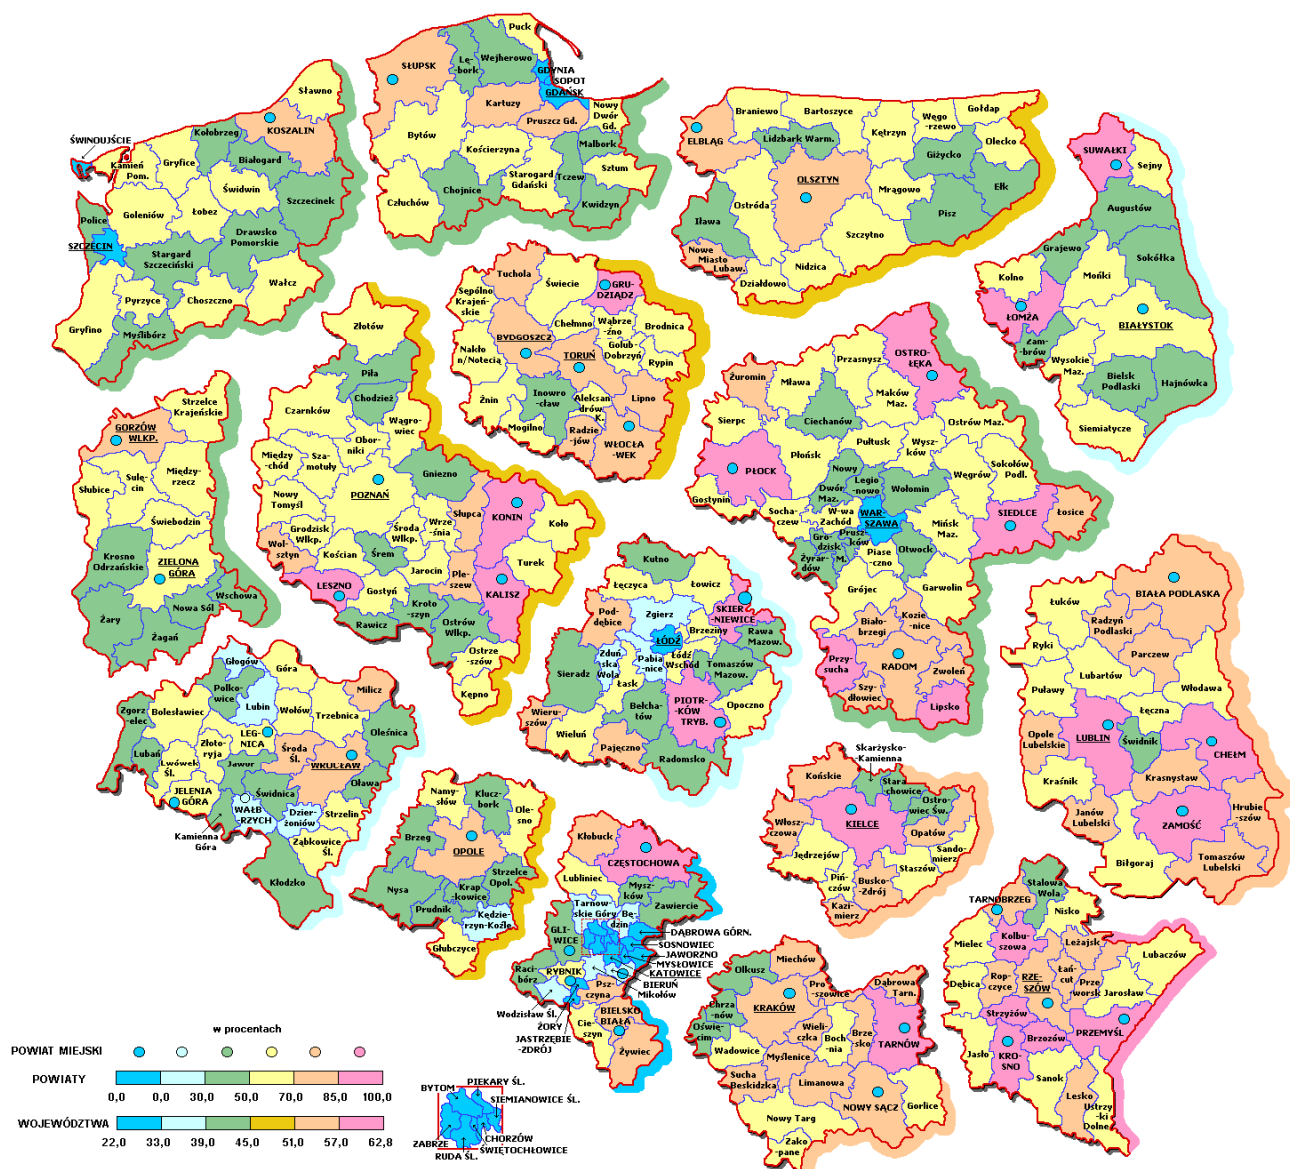 Sławno
KOSZALIN
ŚWINOUJŚCIE
Kołobrzeg
Kamień
Pom.
Gryfice
Białogard
Świdwin
Szczecinek
Goleniów
Łobez
Police
SZCZECIN
Drawsko
Pomorskie
Stargard
Szczeciński
Wałcz
Pyrzyce
Choszczno
Gryfino
Myślibórz
Puck
SŁUPSK
Lę-
bork
Wejherowo
GDYNIA
SOPOT
GDAŃSK
Kartuzy
Pruszcz Gd.
Nowy
Dwór
Gd.
Bytów
Kościerzyna
Malbork
Starogard
Gdański
Tczew
Sztum
Chojnice
Człuchów
Kwidzyn
Braniewo
Bartoszyce
Węgo
-rzewo
Gołdap
ELBLĄG
Lidzbark Warm.
Kętrzyn
Olecko
Giżycko
OLSZTYN
Mrągowo
Ełk
Ostróda
Iława
Pisz
Szczytno
Nowe
Miasto
Lubaw.
Nidzica
Działdowo
SUWAŁKI
Sejny
Augustów
Grajewo
Sokółka
Kolno
Mońki
ŁOMŻA
BIAŁYSTOK
Zam-
brów
Wysokie
Maz.
Bielsk
Podlaski
Hajnówka
Siemiatycze
Tuchola
Sępólno
Krajeń-
skie
Świecie
GRU-
DZIĄDZ
Chełmno
Wąbrze
-źno
Brodnica
BYDGOSZCZ
Golub
Dobrzyń
Nakło
n/Notecią
TORUŃ
Rypin
Żnin
Inowro
-cław
Aleksan
drów
K.
Lipno
Mogilno
Radzie
-jów
WŁOCŁA
-WEK
Strzelce
Krajeńskie
GORZÓW
WLKP.
Słubice
Sulę-
cin
Między-
rzecz
Świebodzin
Krosno
Odrzańskie
ZIELONA
GÓRA
Wschowa
Nowa Sól
Żary
Żagań
Złotów
Piła
Chodzież
Czarnków
Wągro-
wiec
Obor-
niki
Między
-chód
Sza-
motuły
Gniezno
POZNAŃ
Nowy
Tomyśl
Słupca
KONIN
Koło
Grodzisk
Wlkp.
Środa
Wlkp.
Wrze
-śnia
Wol-
sztyn
Kościan
Śrem
Turek
LESZNO
Jarocin
Ple-
szew
Gostyń
KALISZ
Rawicz
Kroto-
szyn
Ostrów
Wlkp.
Ostrze
-szów
Kępno
OSTRO-
ŁĘKA
Przasnysz
Żuromin
Mława
Maków
Maz.
Sierpc
Ciechanów
Ostrów Maz.
Pułtusk
Wysz-
ków
PŁOCK
Płońsk
Nowy
Dwór
Maz.
Legio
-nowo
Wołomin
Węgrów
Sokołów
Podl.
Gostynin
Socha-
czew
W-wa
Zachód
WAR-
SZAWA
SIEDLCE
Łosice
Prusz-
ków
Gro-
dzisk
M.
Mińsk
Maz.
Żyrar-
dów
Piase
-czno
Otwock
Grójec
Garwolin
Biało-
brzegi
Kozie-
nice
Przy-
sucha
RADOM
Zwoleń
Szy-
dłowiec
Lipsko
Kutno
Łęczyca
Łowicz
SKIER
NIEWICE
Pod-
dębice
Zgierz
Brzeziny
Rawa
Mazow.
ŁÓDŹ
Zduń
ska
Wola
Pabia
-nice
Łódź
Wschód
Tomaszów
Mazow.
Sieradz
Łask
Bełcha-
tów
PIOTR-
KÓW
TRYB.
Opoczno
Wieru-
szów
Wieluń
Pajęczno
Radomsko
BIAŁA PODLASKA
Łuków
Radzyń
Podlaski
Ryki
Parczew
Lubartów
Włodawa
Puławy
Łęczna
Opole
Lubelskie
LUBLIN
Świdnik
CHEŁM
Kraśnik
Krasnystaw
Janów
Lubelski
ZAMOŚĆ
Hrubie-
szów
Biłgoraj
Tomaszów
Lubelski
Głogów
Góra
Polko-
wice
Milicz
Lubin
Zgorz
-elec
Bolesławiec
Wołów
Trzebnica
LEG-
NICA
Oleśnica
Lubań
Złoto-
ryja
Środa
Śl.
Lwówek
Śl.
WROCŁAW
Jawor
JELENIA
GÓRA
Świdnica
Oława
WAŁB
-RZYCH
Dzier-
żoniów
Strzelin
Kamienna
Góra
Ząbkowice
Śl.
Kłodzko
Namy-
słów
Klucz-
bork
Ole-
sno
Brzeg
OPOLE
Strzelce
Opol.
Nysa
Krap
-kowice
Prudnik
Kędzie-
rzyn-Koźle
Głubczyce
Skarżysko-
Kamienna
Końskie
Stara
chowice
KIELCE
Ostro-
wiec Św.
Włosz-
czowa
Opatów
Jędrzejów
Sando-
mierz
Staszów
Piń-
czów
Busko-
Zdrój
Kazi-
mierz
Kłobuck
CZĘSTOCHOWA
Lubliniec
Mysz-
ków
Zawiercie
Tarnow
skie Góry
Bę-
dzin
GLI-
WICE
DĄBROWA GÓRN.
SOSNOWIEC
JAWORZNO
MYSŁOWICE
KATOWICE
BIERUŃ
Mikołów
Raci-
bórz
RYBNIK
Psz-
czyna
Wodzisław Śl.
ŻORY
JASTRZĘBIE
-ZDRÓJ
Cie-
szyn
BIELSKO
BIAŁA
Żywiec
Olkusz
Miechów
Chrza-
nów
KRAKÓW
Pro-
szowice
Dąbrowa
Tarn.
Oświę-
cim
Wieli-
czka
Boch-
nia
Brze-
sko
TARNÓW
Wadowice
Myślenice
Sucha
Beskidzka
Limanowa
NOWY SĄCZ
Gorlice
Nowy Targ
Zako
-pane
Stalowa
Wola
TARNOBRZEG
Nisko
Mielec
Kolbu-
szowa
Leżajsk
Lubaczów
Dębica
Rop-
czyce
RZE-
SZÓW
Łań-
cut
Prze
worsk
Jarosław
Strzyżów
PRZEMYŚL
Jasło
KRO-
SNO
Brzozów
Sanok
Lesko
Ustrzy
-ki
Dolne
w procentach
POWIAT MIEJSKI
POWIATY
0,0 0,0 30,0 50,0 70,0 85,0 100,0
WOJEWÓDZTWA
22,0 33,0 39,0 45,0 51,0 57,0 62,8
BYTOM
PIEKARY ŚL.
SIEMIANOWICE ŚL.
ZABRZE
CHORZÓW
ŚWIĘTOCHŁOWICE
RUDA ŚL.